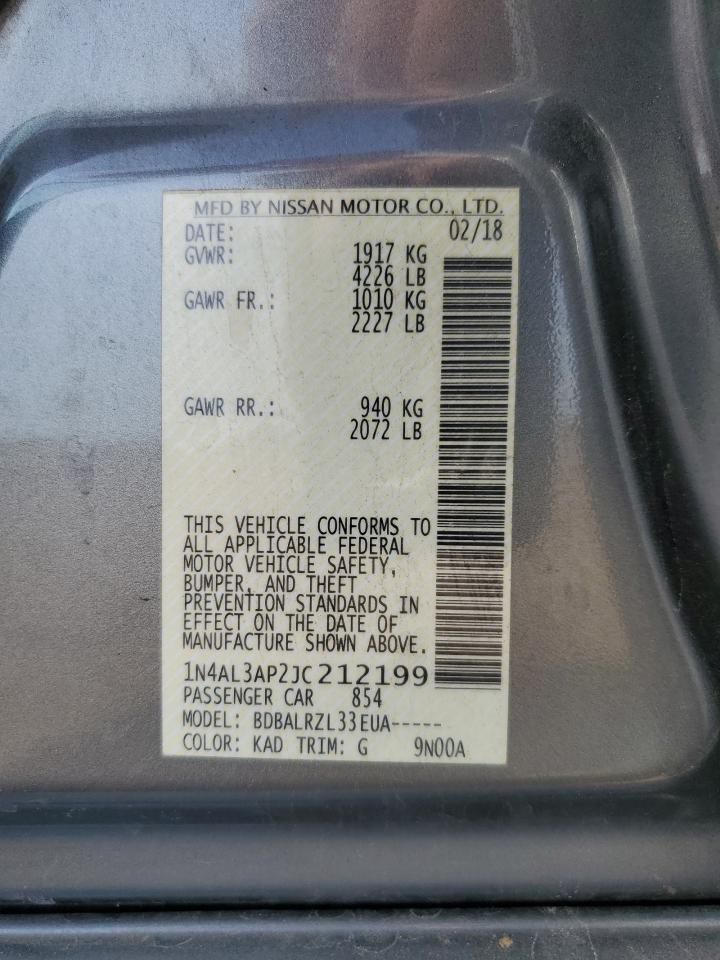 MFD BY NISSAN MOTOR CO., LTD.
DATE: 02/18
GVWR: 1917 KG
4226 LB
GAWR FR.: 1010 KG
2227 LB
GAWR RR.: 940 KG
2072 LB
THIS VEHICLE CONFORMS TO
ALL APPLICABLE FEDERAL
MOTOR VEHICLE SAFETY,
BUMPER, AND THEFT
PREVENTION STANDARDS IN
EFFECT ON THE DATE OF
MANUFACTURE SHOWN ABOVE.
1N4AL3AP2JC212199
PASSENGER CAR 854
MODEL: BDBALRZL33EUA-----
COLOR: KAD TRIM: G 9N00A